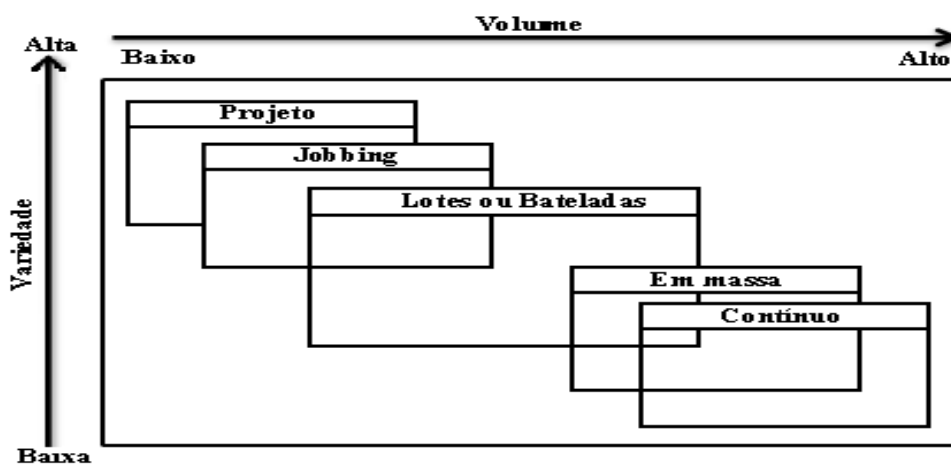 Volume
Alta
Baixo
Alto
Projeto
Jobbing
Lotes ou Bateladas
Variedade
Em massa
Contínuo
Baixa